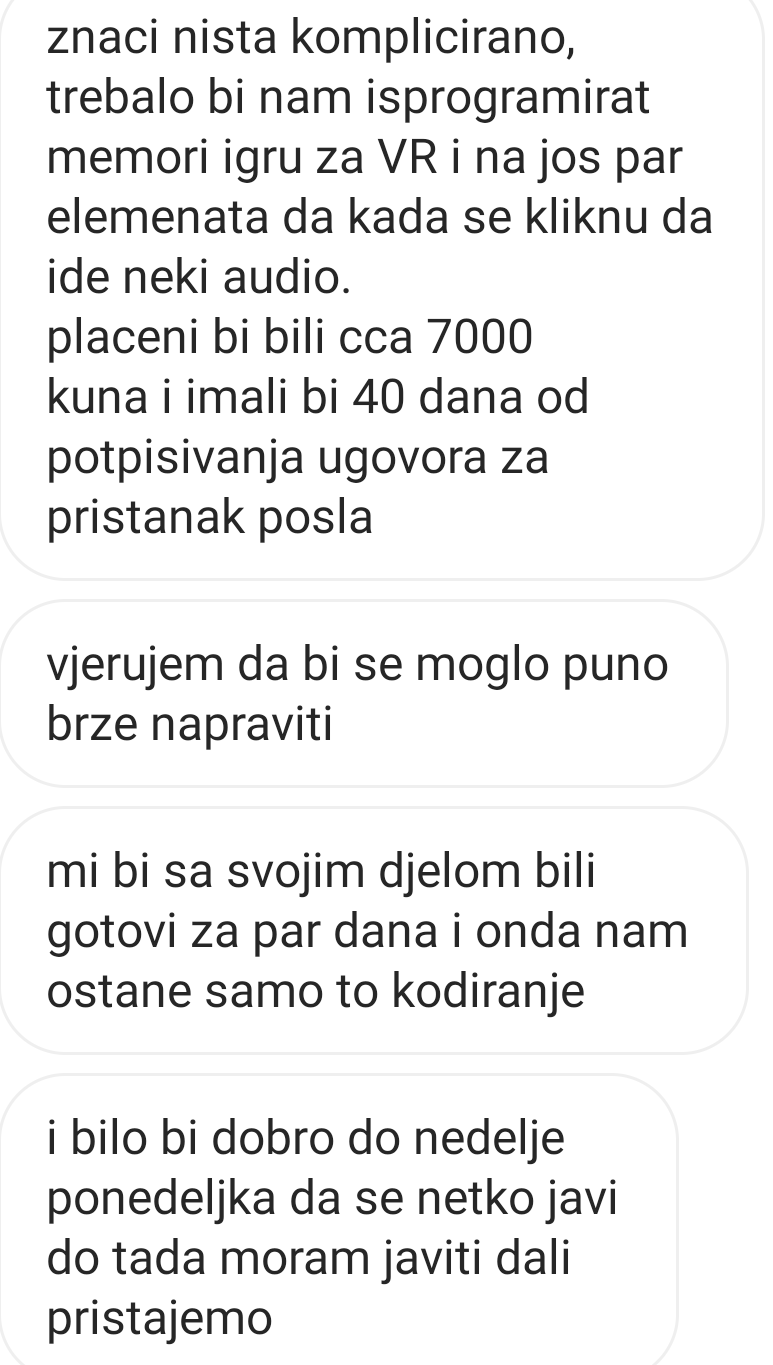 znaci nista komplicirano,
trebalo bi nam isprogramirat
memori igru za VR i na jos par
elemenata da kada se kliknu da
ide neki audio.
placeni bi bili cca 7000
kuna i imali bi 40 dana od
potpisivanja ugovora za
pristanak posla
vjerujem da bi se moglo puno
brze napraviti
mi bi sa svojim djelom bili
gotovi za par dana i onda nam
ostane samo to kodiranje
i bilo bi dobro do nedelje
ponedeljka da se netko javi
do tada moram javiti dali
pristajemo